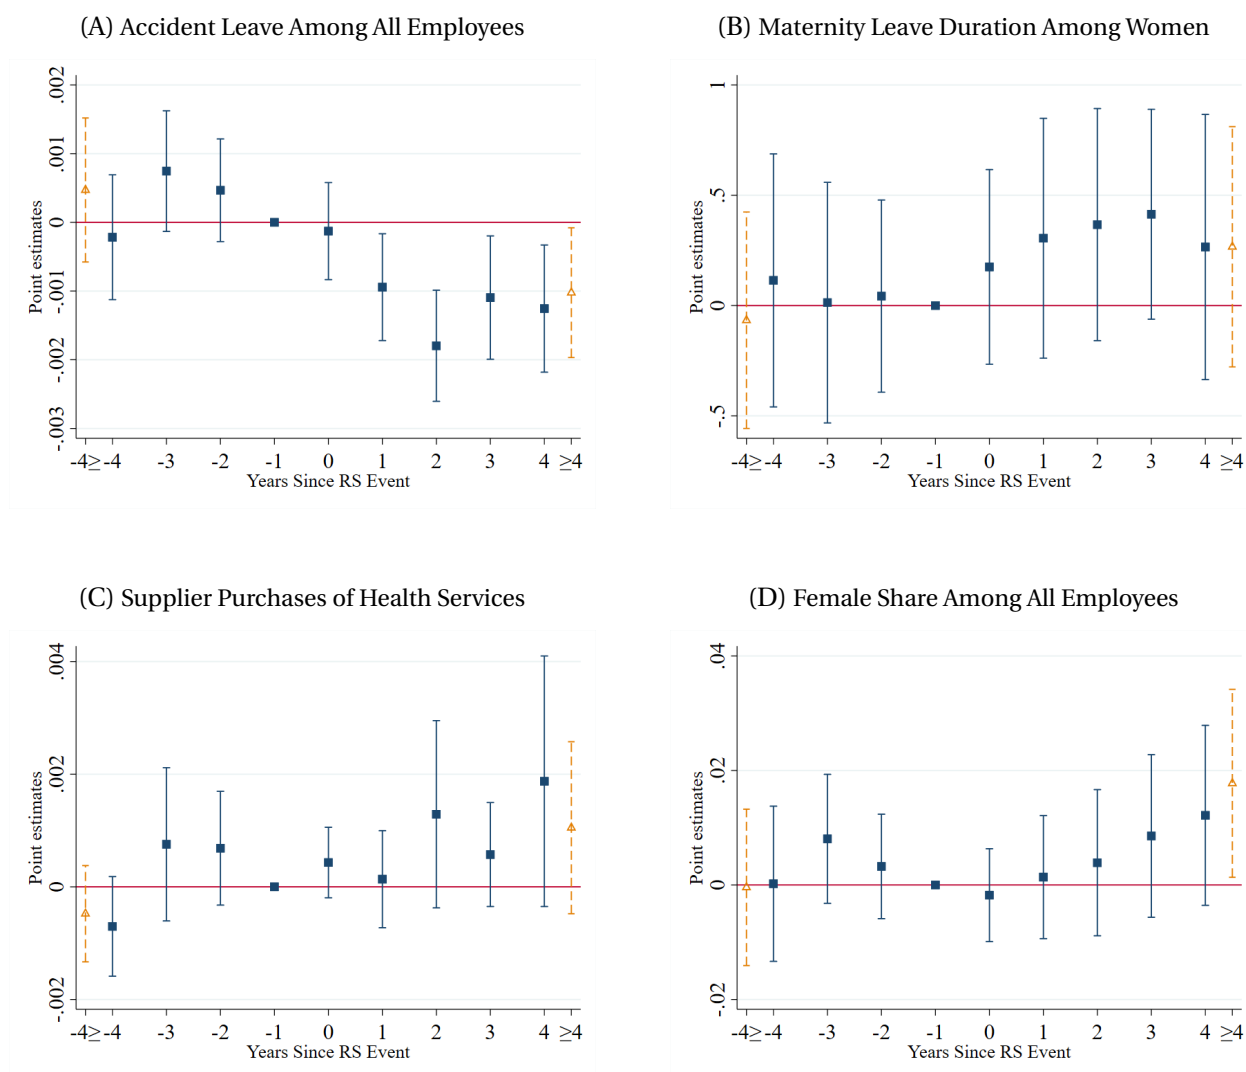 (A) Accident Leave Among All Employees
.002
.001
0
-.001
-.002
-.003
Point estimates
-4≥ -4 -3 -2 -1 0 1 2 3 4 ≥4
Years Since RS Event
(B) Maternity Leave Duration Among Women
1
.5
0
-.5
Point estimates
-4≥ -4 -3 -2 -1 0 1 2 3 4 ≥4
Years Since RS Event
(C) Supplier Purchases of Health Services
.004
.002
0
-.002
Point estimates
-4≥ -4 -3 -2 -1 0 1 2 3 4 ≥4
Years Since RS Event
(D) Female Share Among All Employees
.04
.02
0
-.02
Point estimates
-4≥ -4 -3 -2 -1 0 1 2 3 4 ≥4
Years Since RS Event